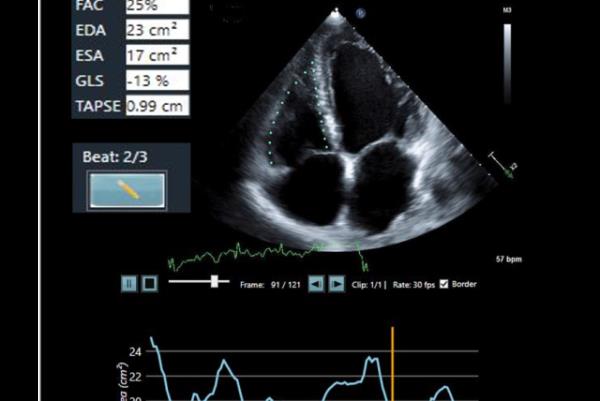 FAC 25%
EDA 23 cm²
ESA 17 cm²
GLS -13 %
TAPSE 0.99 cm
Beat: 2/3
M3
57 bpm
Frame: 91 / 121 Clip: 1/1 | Rate: 30 fps Border
24
22
20
(cm²)